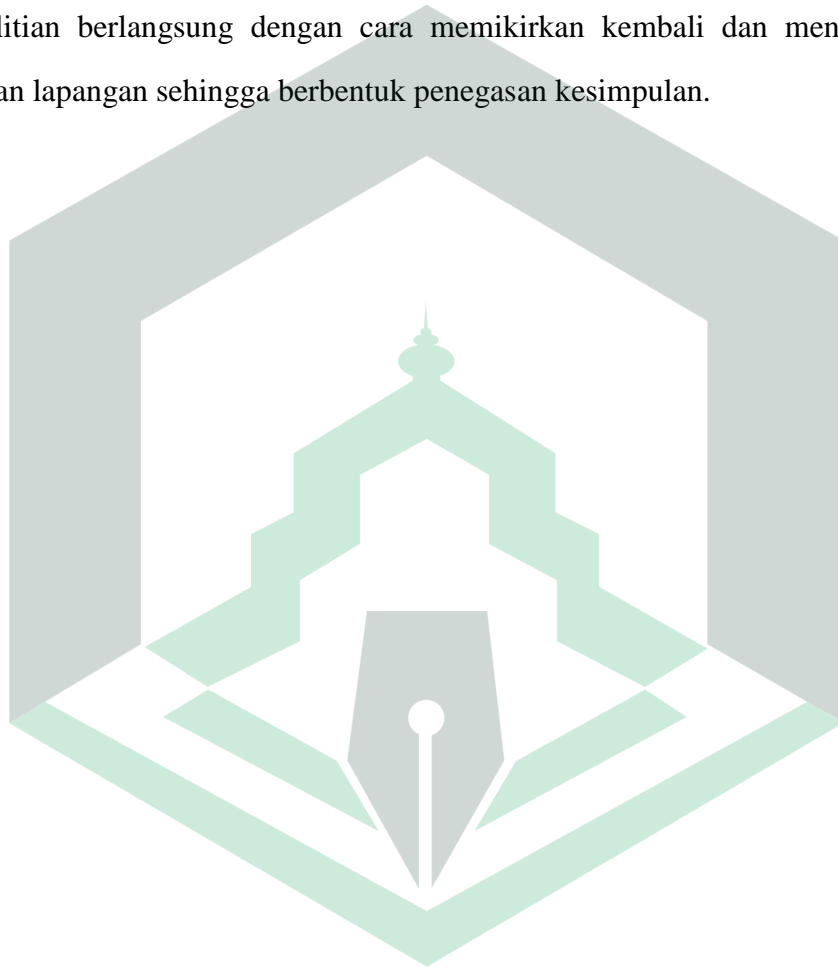 litian berlangsung dengan cara memikirkan kembali dan men
an lapangan sehingga berbentuk penegasan kesimpulan.